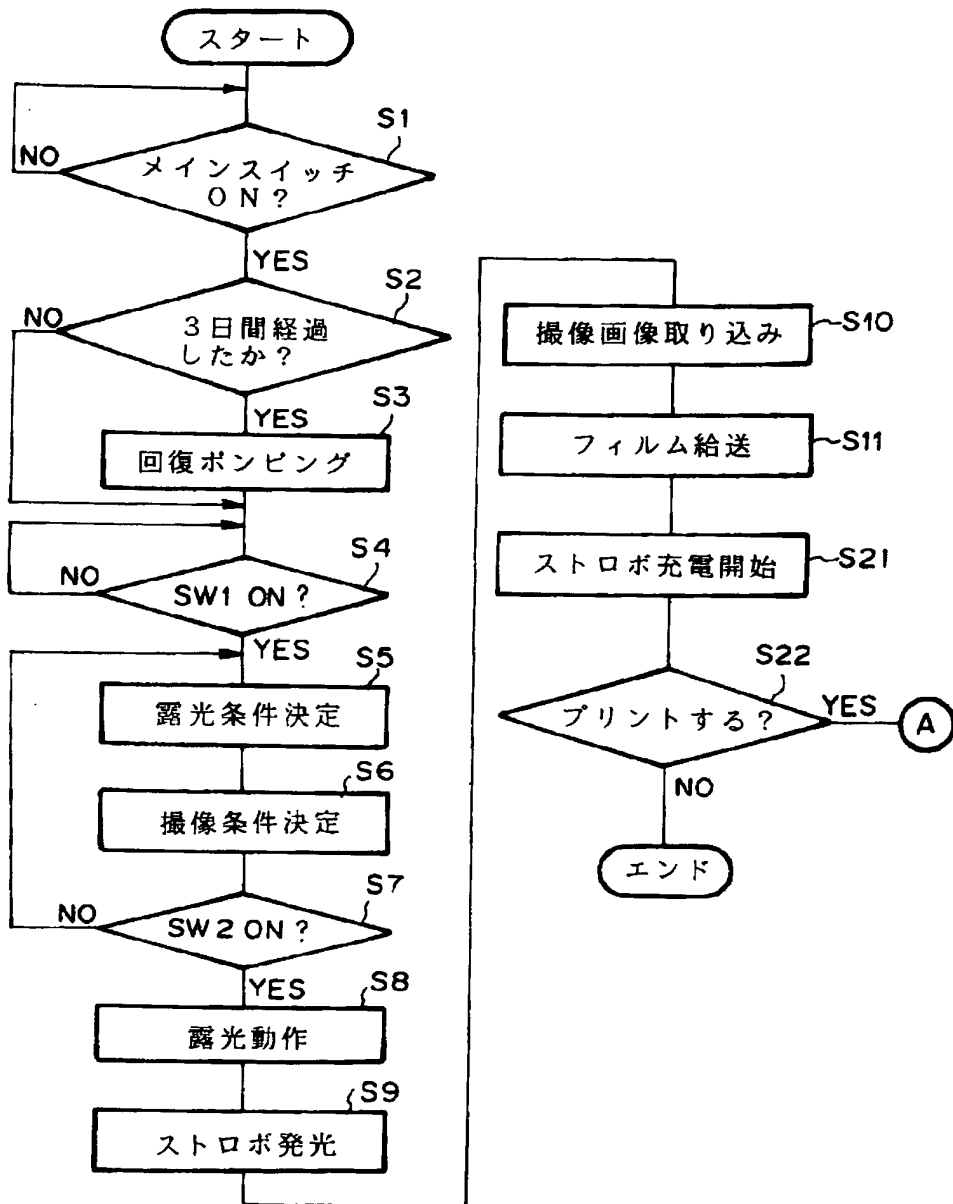 スタート
S1
NO
メインスイッチ
ON?
YES
S2
NO
3日間経過
したか?
YES
S3
回復ポンピング
S4
NO
SW1 ON?
YES
S5
露光条件決定
S6
撮像条件決定
S7
NO
SW2 ON?
YES
S8
露光動作
S9
ストロボ発光
撮像画像取り込み
S10
フィルム給送
S11
ストロボ充電開始
S21
S22
プリントする?
YES
A
NO
エンド